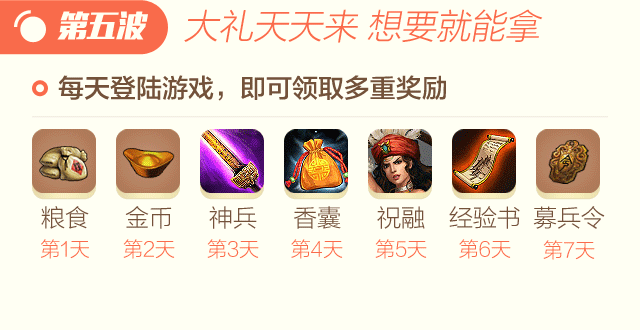 第五波 大礼天天来 想要就能拿
每天登陆游戏，即可领取多重奖励
粮食 金币 神兵 香囊 祝融 经验书 募兵令
第1天 第2天 第3天 第4天 第5天 第6天 第7天